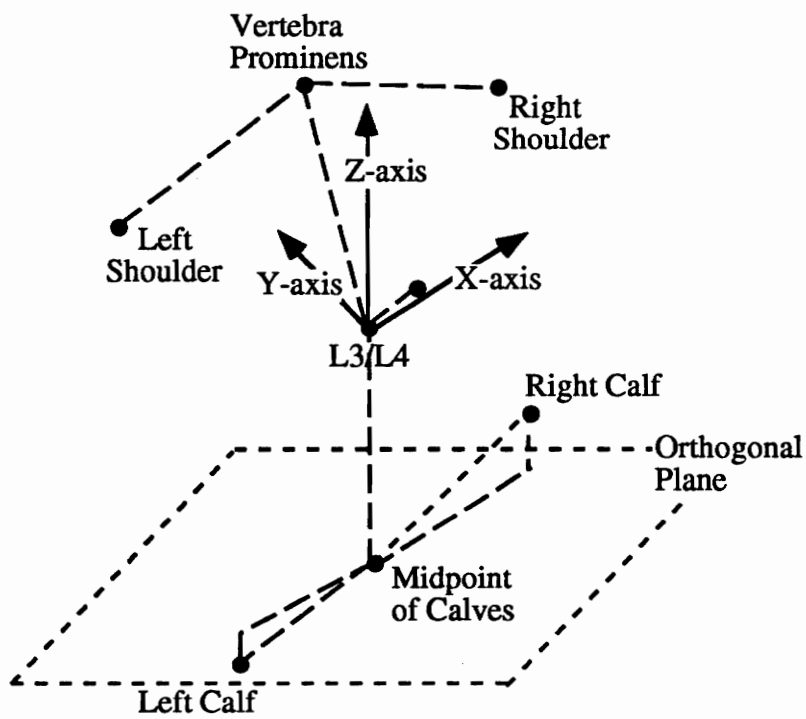 Vertebra
Prominens
Right
Shoulder
Z-axis
Left
Shoulder
Y-axis
X-axis
L3/L4
Right Calf
Orthogonal
Plane
Midpoint
of Calves
Left Calf